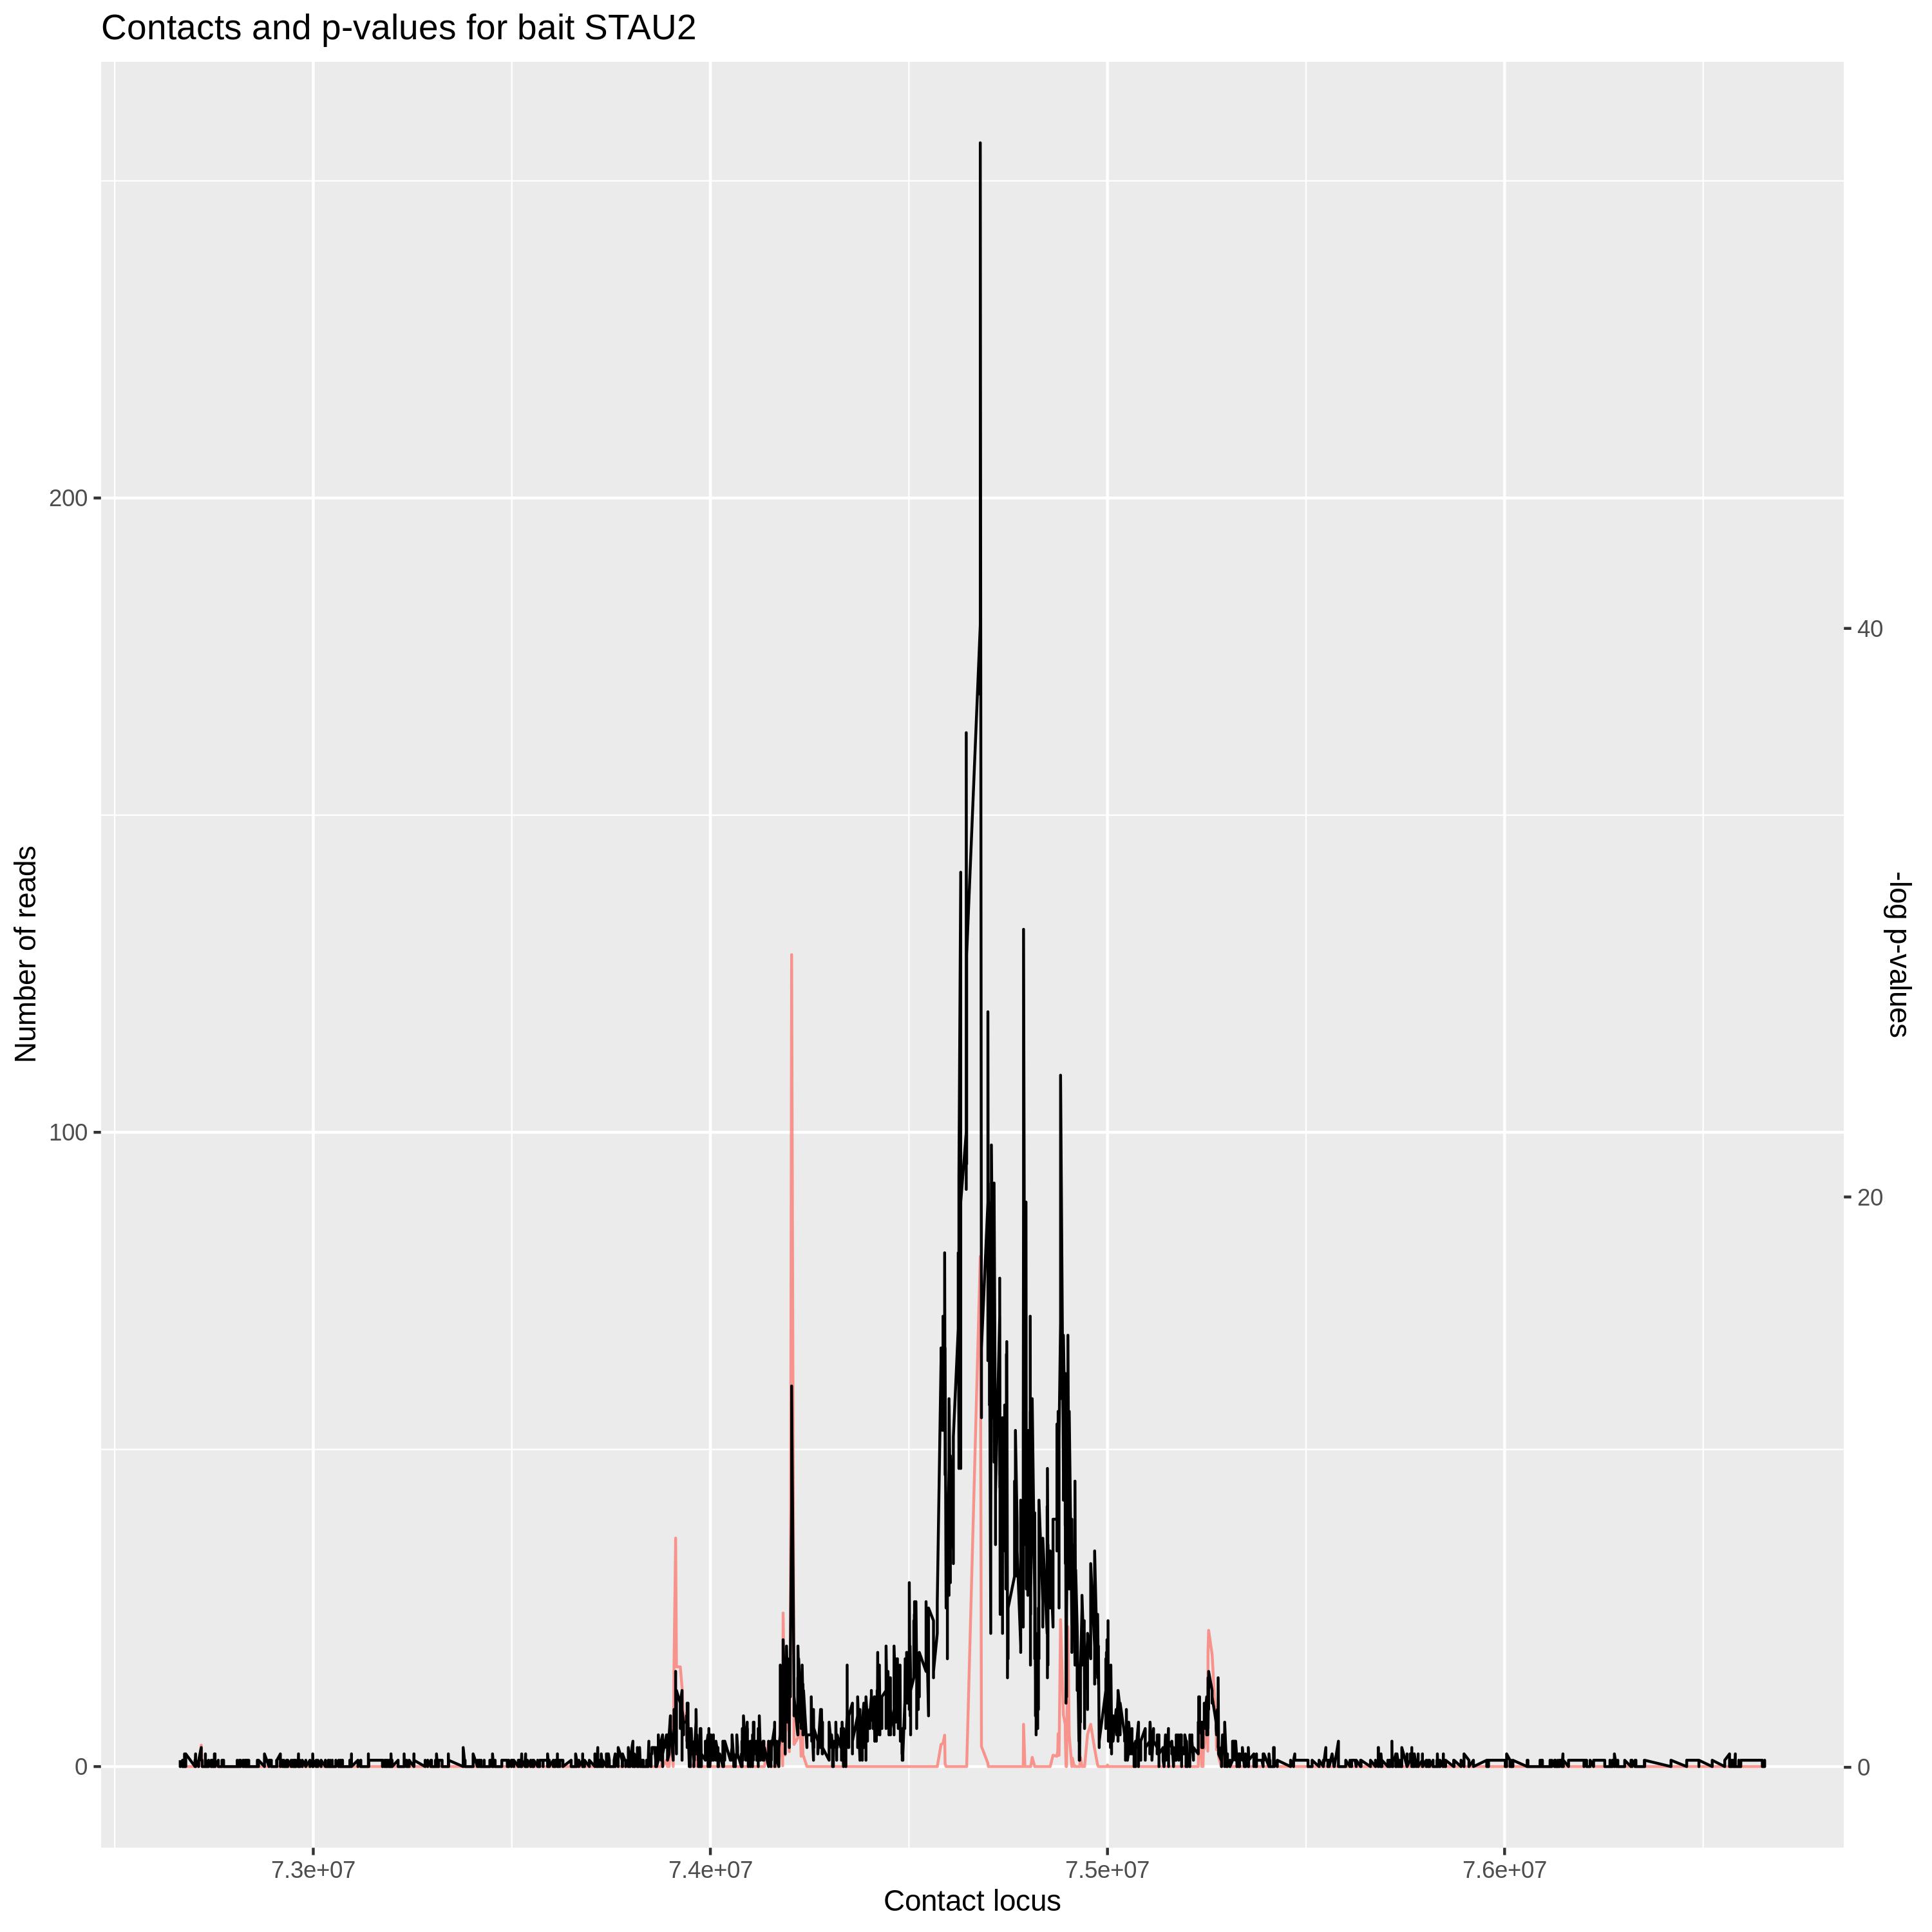 Contacts and p-values for bait STAU2
Number of reads
200
100
0
40
20
0
-log p-values
7.3e+07 7.4e+07 7.5e+07 7.6e+07
Contact locus